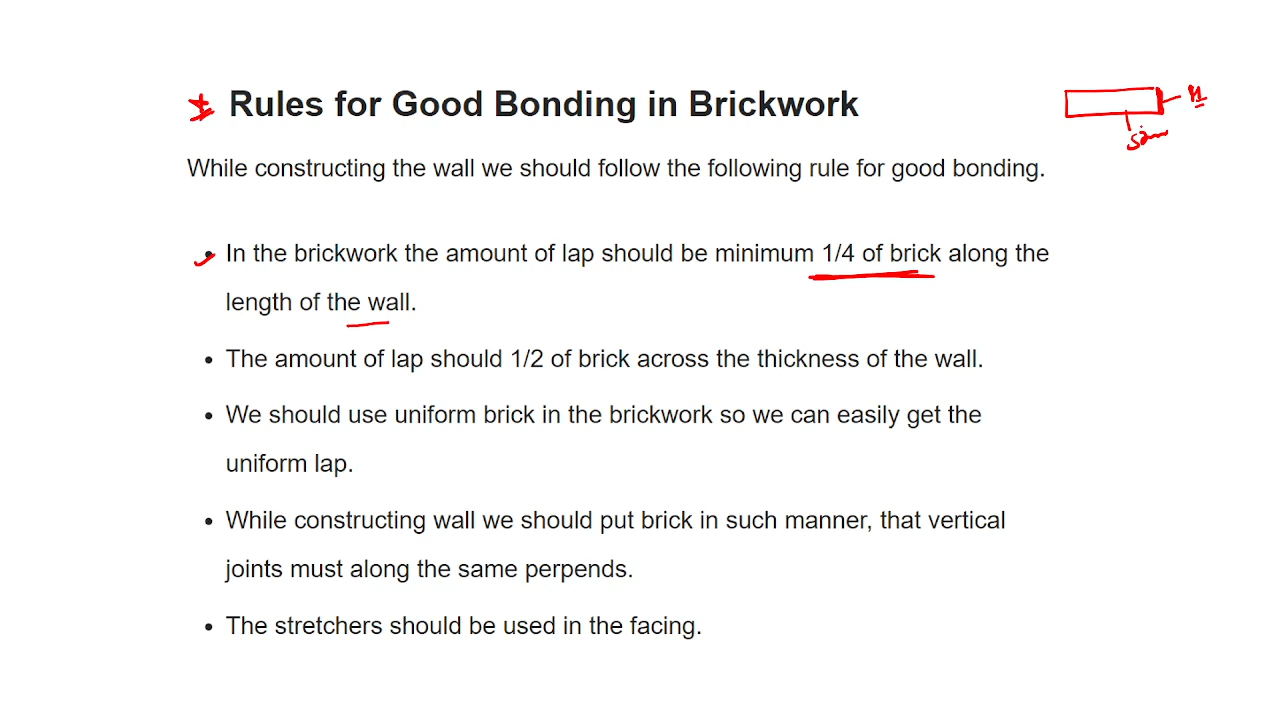 Rules for Good Bonding in Brickwork
H
While constructing the wall we should follow the following rule for good bonding.
• In the brickwork the amount of lap should be minimum 1/4 of brick along the
length of the wall.
• The amount of lap should 1/2 of brick across the thickness of the wall.
• We should use uniform brick in the brickwork so we can easily get the
uniform lap.
• While constructing wall we should put brick in such manner, that vertical
joints must along the same perpends.
• The stretchers should be used in the facing.